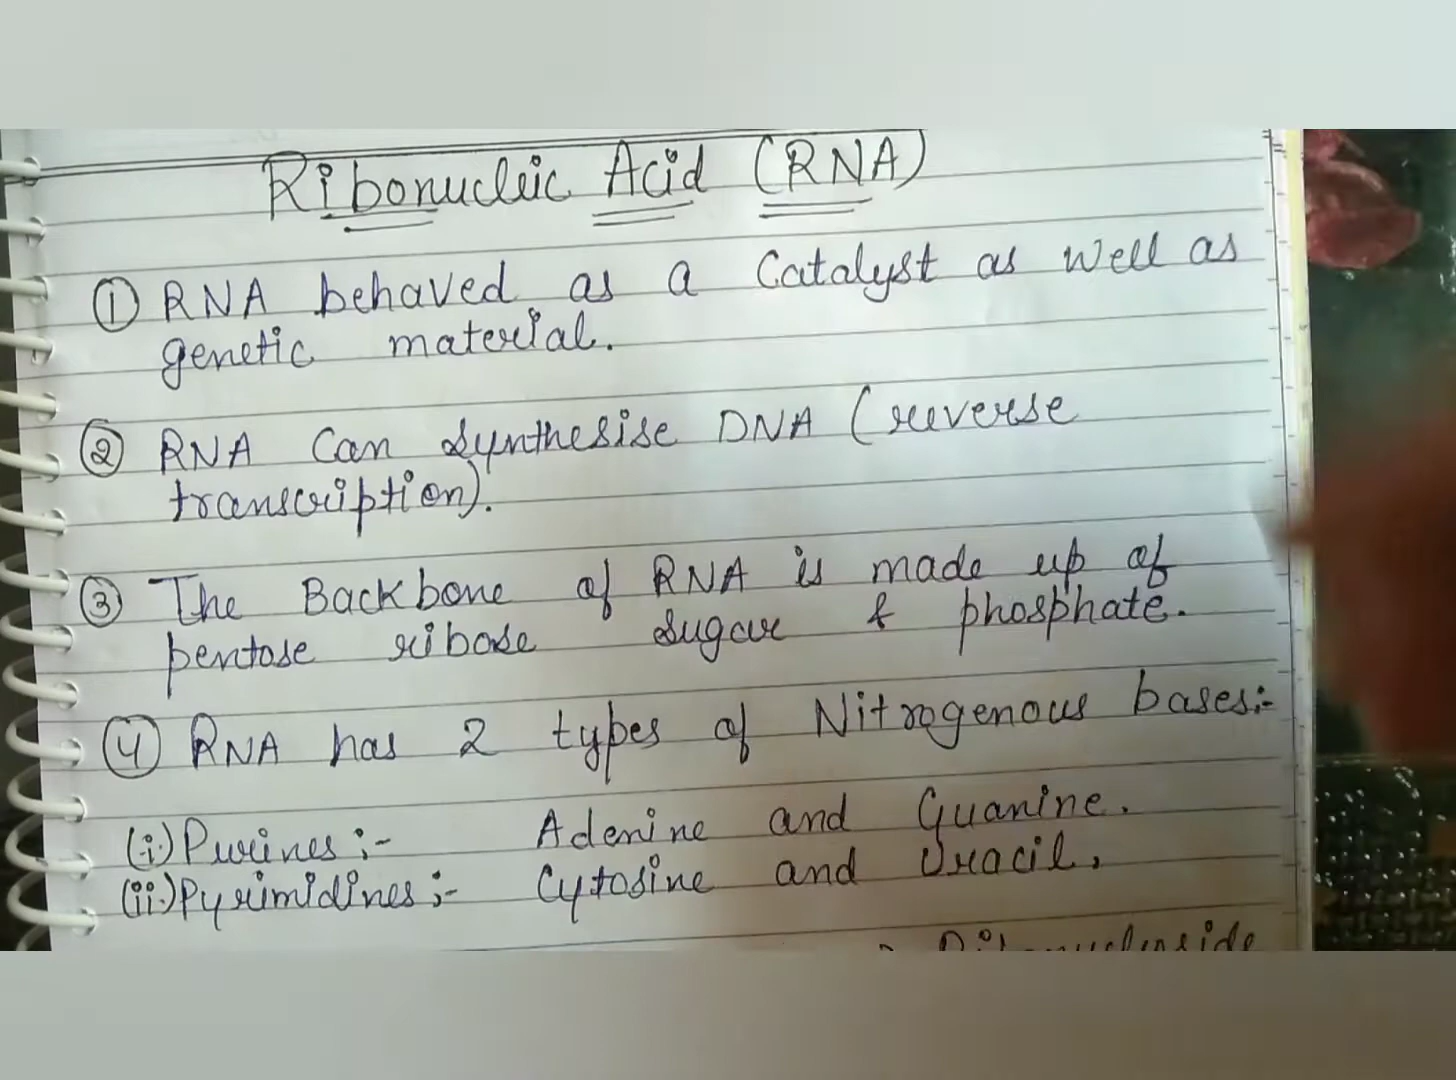 Ribonucleic Acid (RNA)
① RNA behaved as a Catalyst as well as
genetic material.
② RNA Can synthesise DNA (reverse
transcription).
③ The Backbone of RNA is made up of
pentose ribose sugar & phosphate.
④ RNA has 2 types of Nitrogenous bases:-
(i) Purines :- Adenine and Guanine.
(ii) Pyrimidines :- Cytosine and Uracil.